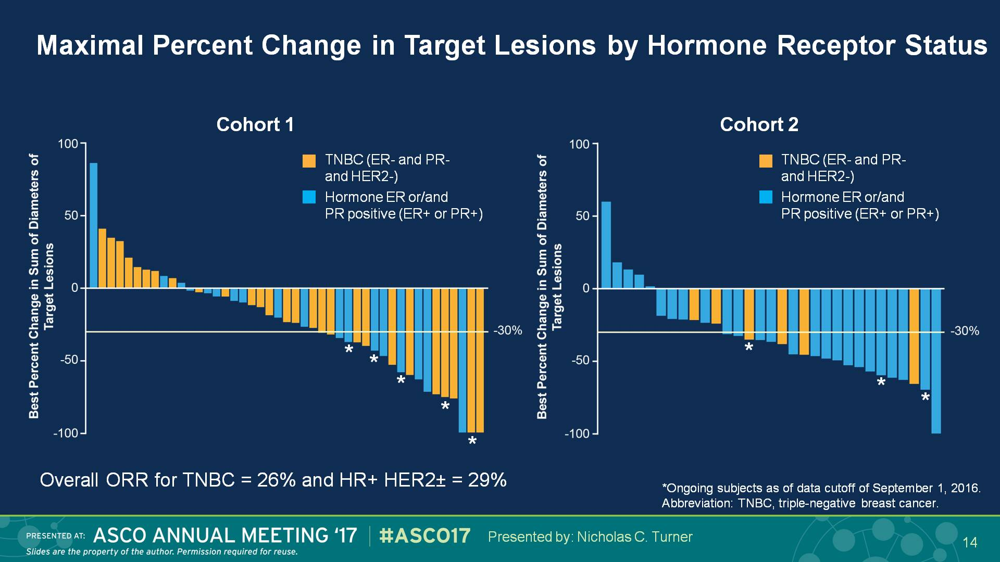 Maximal Percent Change in Target Lesions by Hormone Receptor Status
Cohort 1
Best Percent Change in Sum of Diameters of
Target Lesions
100
50
0
-50
-100
TNBC (ER- and PR-
and HER2-)
Hormone ER or/and
PR positive (ER+ or PR+)
-30%
*
*
*
*
*
Cohort 2
Best Percent Change in Sum of Diameters of
Target Lesions
100
50
0
-50
-100
TNBC (ER- and PR-
and HER2-)
Hormone ER or/and
PR positive (ER+ or PR+)
-30%
*
*
*
Overall ORR for TNBC = 26% and HR+ HER2± = 29%
*Ongoing subjects as of data cutoff of September 1, 2016.
Abbreviation: TNBC, triple-negative breast cancer.
PRESENTED AT: ASCO ANNUAL MEETING ‘17 | #ASCO17 Presented by: Nicholas C. Turner
Slides are the property of the author. Permission required for reuse.
14